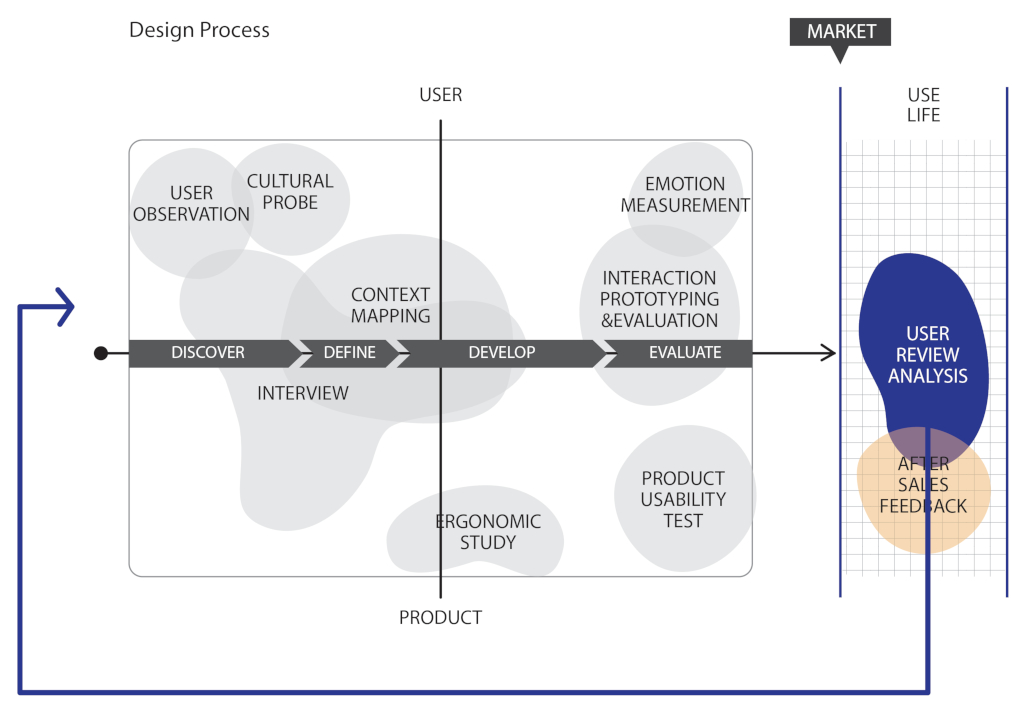 Design Process
MARKET
USER
USE
LIFE
USER
OBSERVATION
CULTURAL
PROBE
EMOTION
MEASUREMENT
CONTEXT
MAPPING
INTERACTION
PROTOTYPING
&EVALUATION
DISCOVER
DEFINE
DEVELOP
EVALUATE
USER
REVIEW
ANALYSIS
INTERVIEW
ERGONOMIC
STUDY
PRODUCT
USABILITY
TEST
AFTER
SALES
FEEDBACK
PRODUCT